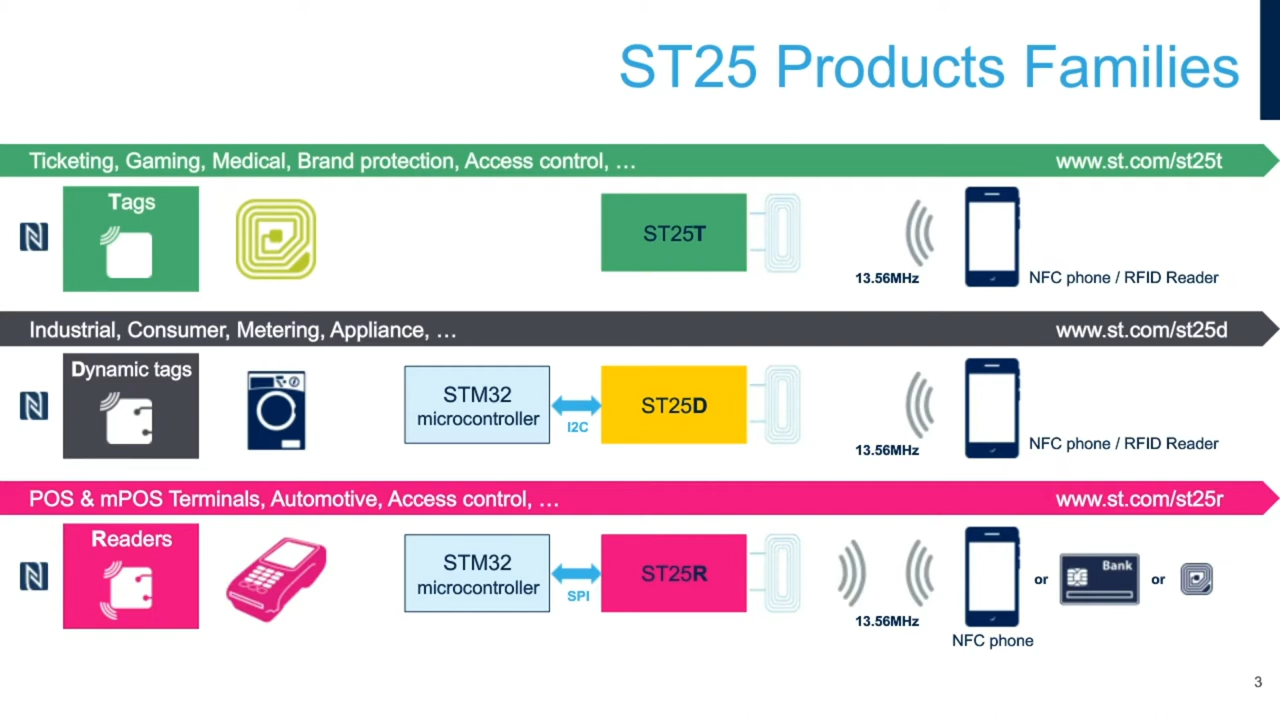 ST25 Products Families
Ticketing, Gaming, Medical, Brand protection, Access control, … www.st.com/st25t
Tags
ST25T
13.56MHz
NFC phone / RFID Reader
Industrial, Consumer, Metering, Appliance, … www.st.com/st25d
Dynamic tags
STM32
microcontroller
I2C
ST25D
13.56MHz
NFC phone / RFID Reader
POS & mPOS Terminals, Automotive, Access control, … www.st.com/st25r
Readers
STM32
microcontroller
SPI
ST25R
13.56MHz
NFC phone
or
Bank
or
3